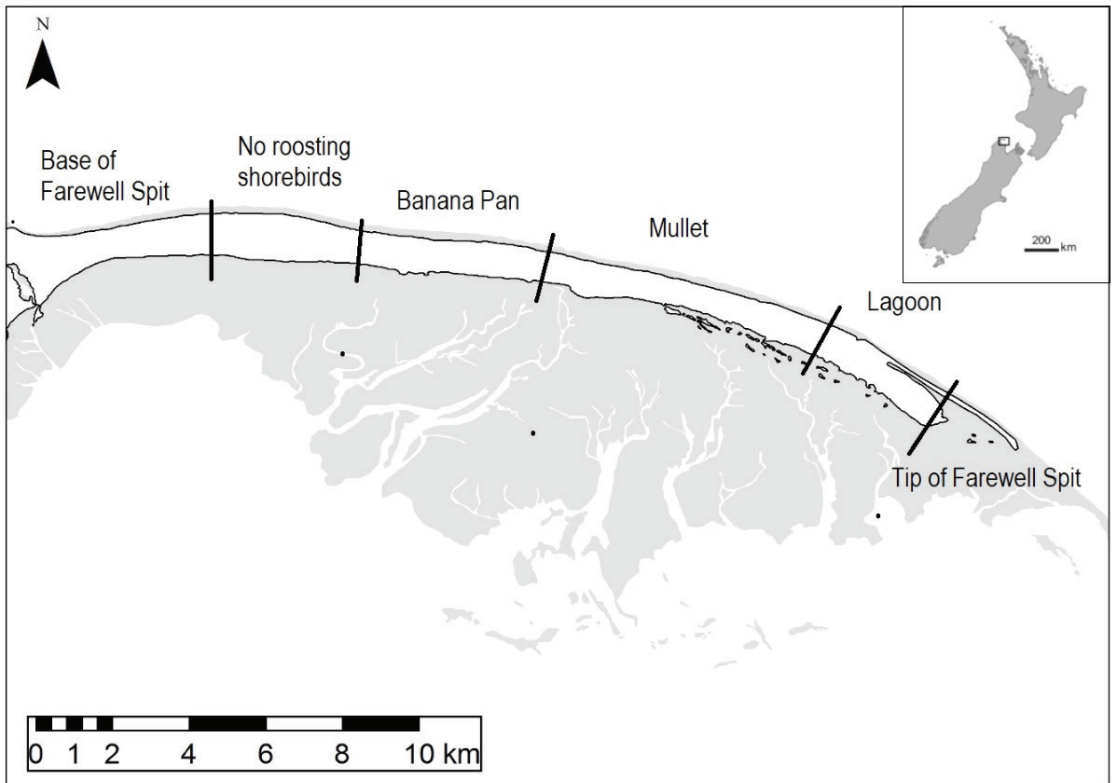 N
Base of
Farewell Spit
No roosting
shorebirds
Banana Pan
Mullet
Lagoon
Tip of Farewell Spit
200 km
0 1 2 4 6 8 10 km